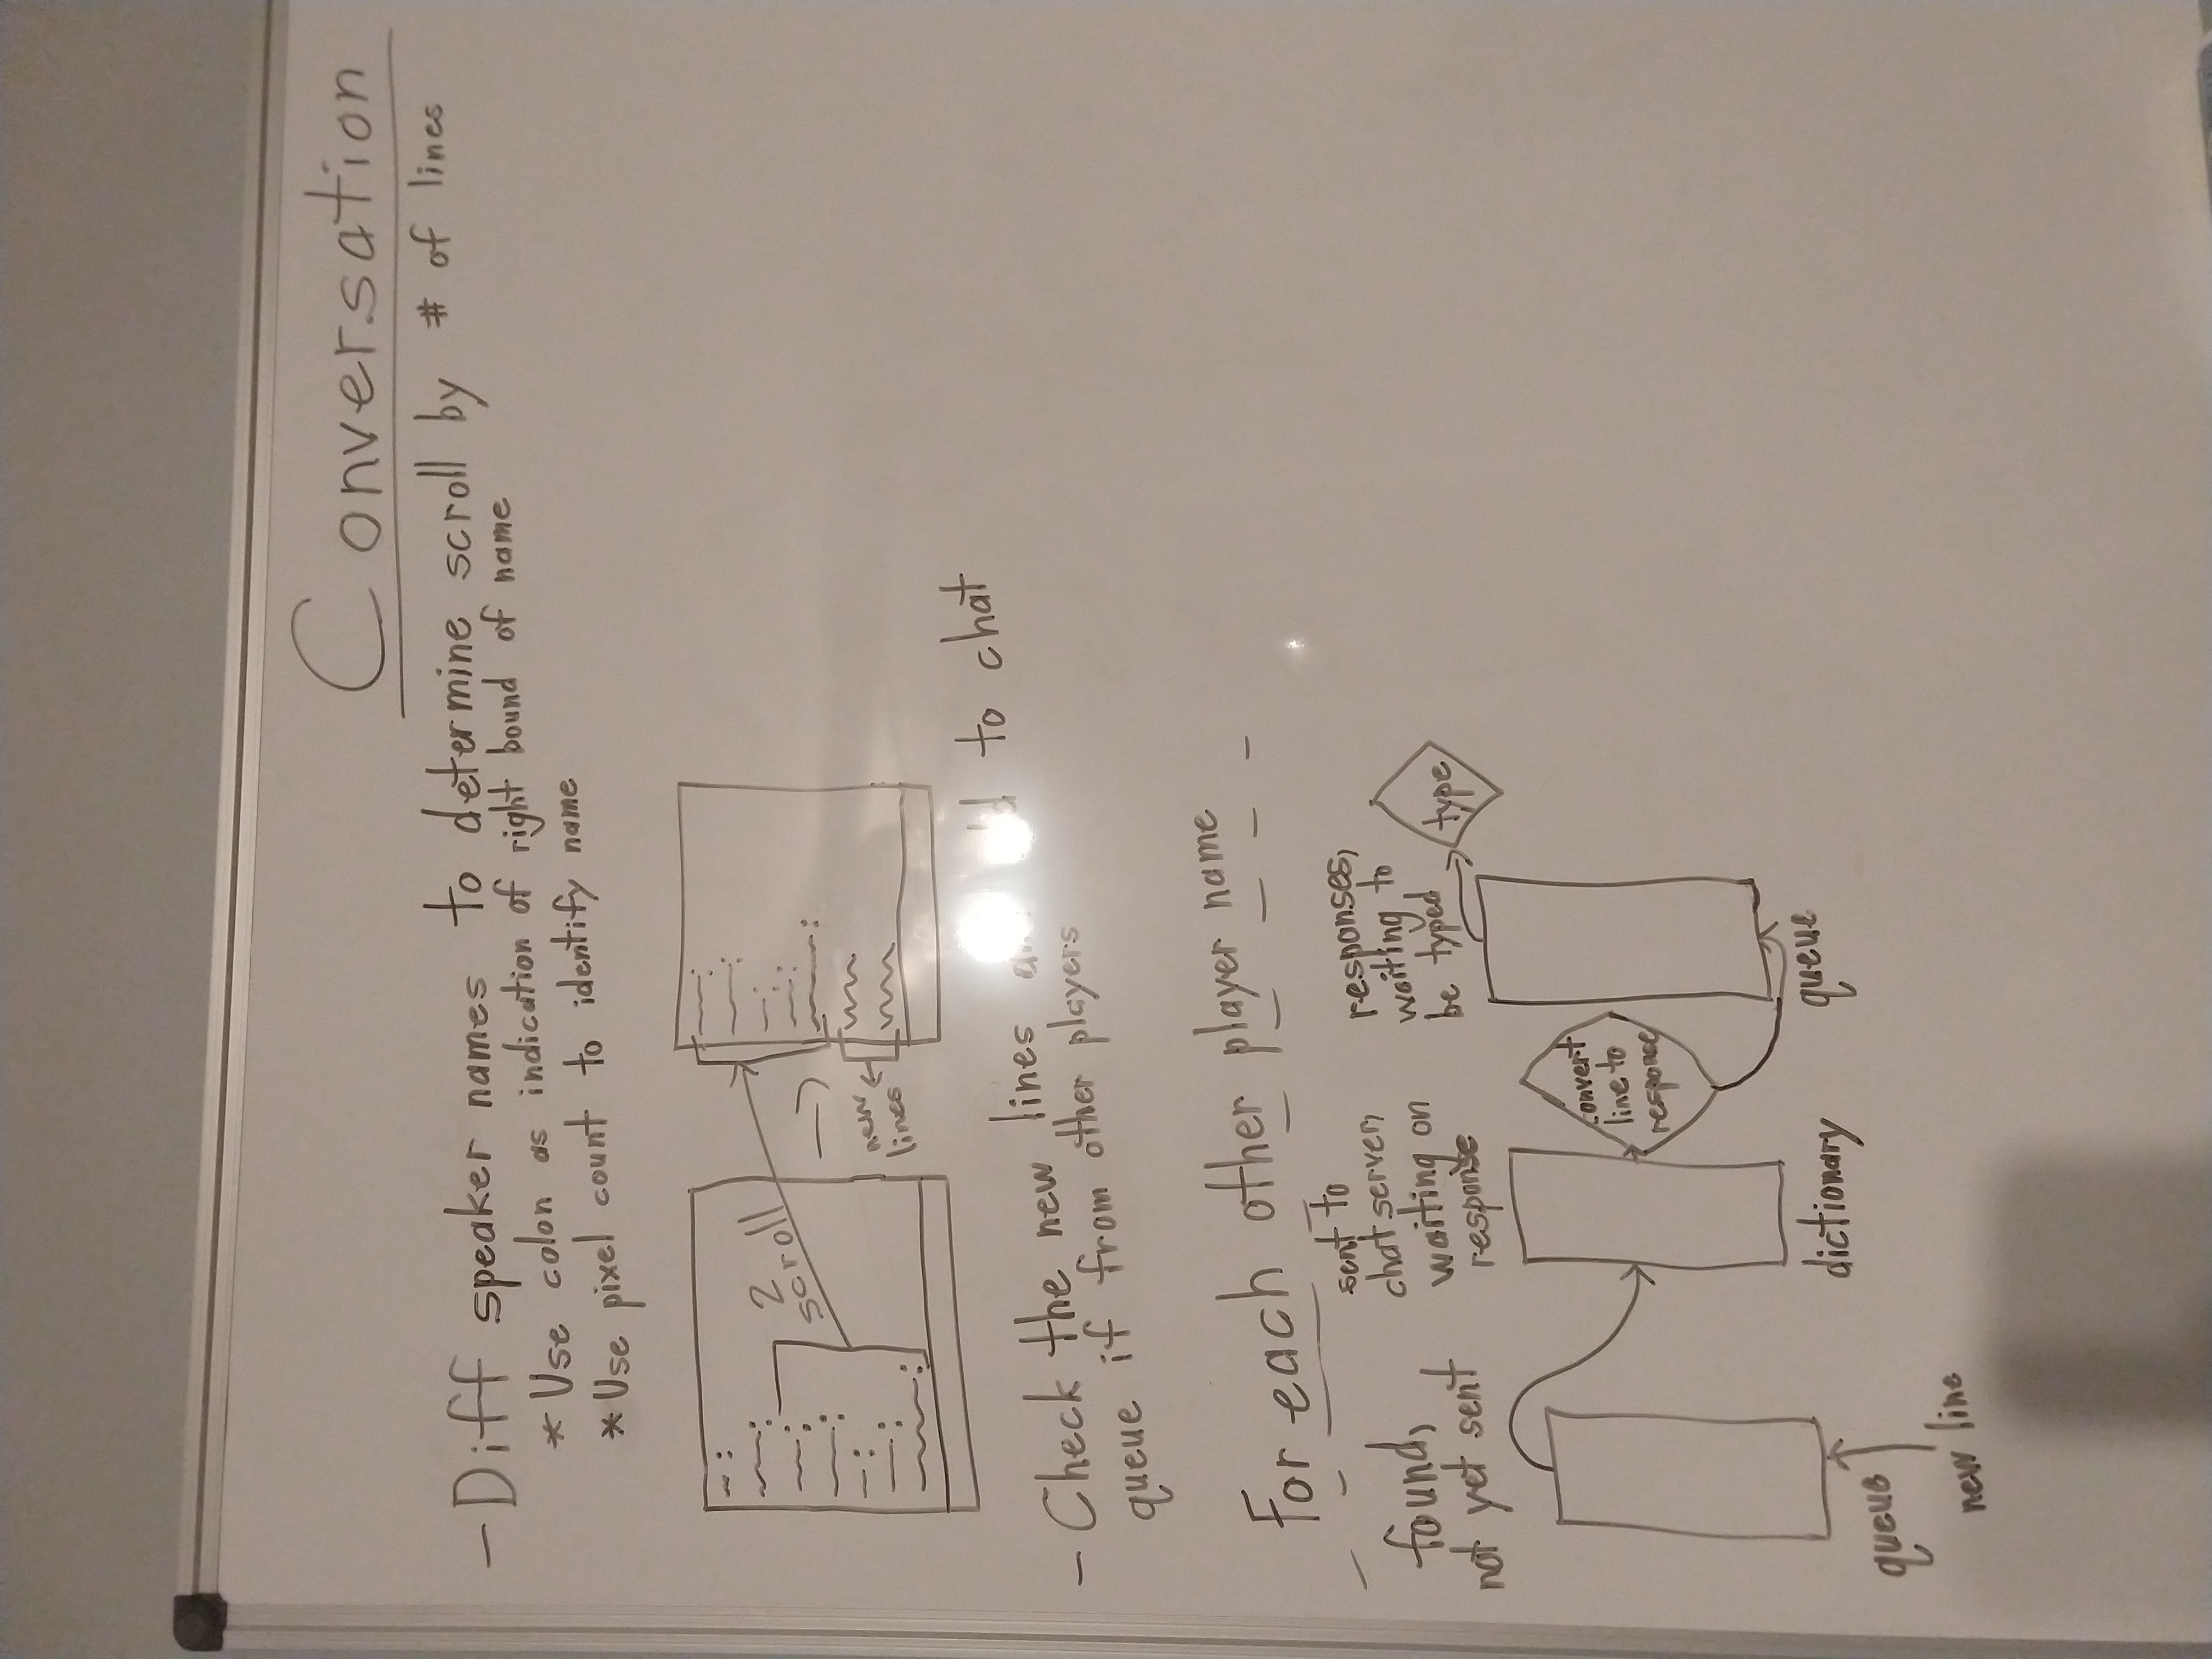 Conversation
- Diff speaker names to determine scroll by # of lines
* Use colon as indication of right bound of name
* Use pixel count to identify name
2
scroll
new
lines
- Check the new lines to chat
queue if from other players
For each other player name
found,
not yet sent
sent to
chat server,
waiting on
response
responses,
waiting to
be typed
type
convert
line to
response
queue
dictionary
queue
new line